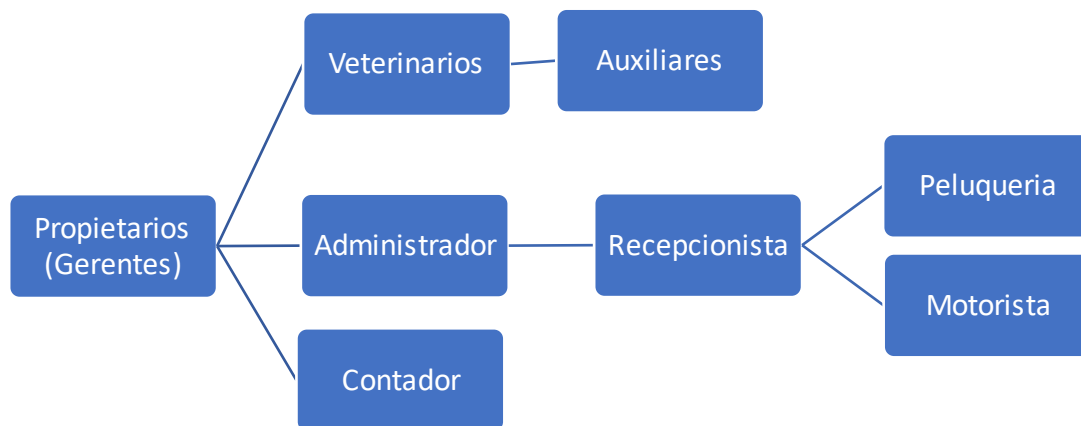 Veterinarios
Auxiliares
Peluqueria
Propietarios
(Gerentes)
Administrador
Recepcionista
Motorista
Contador